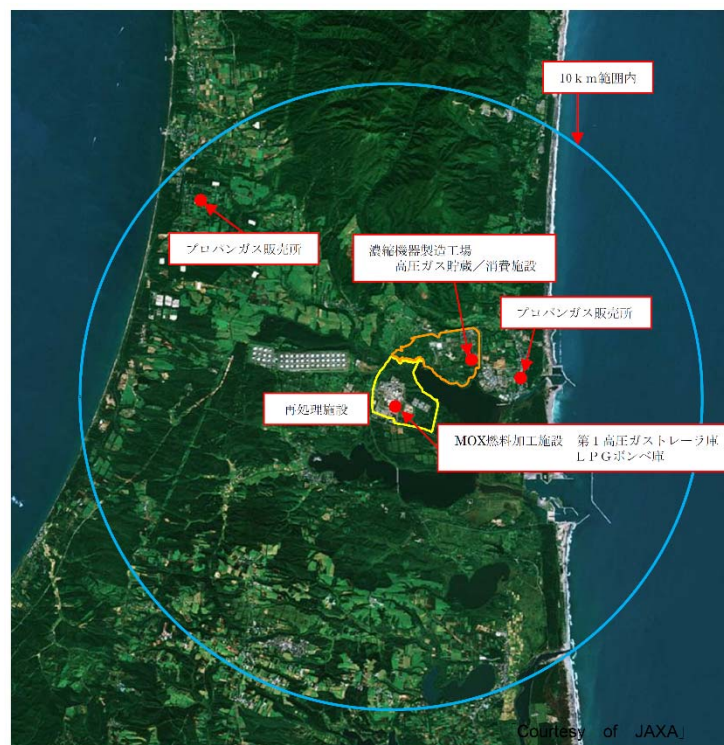 10ｋｍ範囲内
プロパンガス販売所
濃縮機器製造工場
高圧ガス貯蔵／消費施設
プロパンガス販売所
再処理施設
MOX燃料加工施設　第１高圧ガストレーラ庫
ＬＰＧボンベ庫
Courtesy of JAXA」